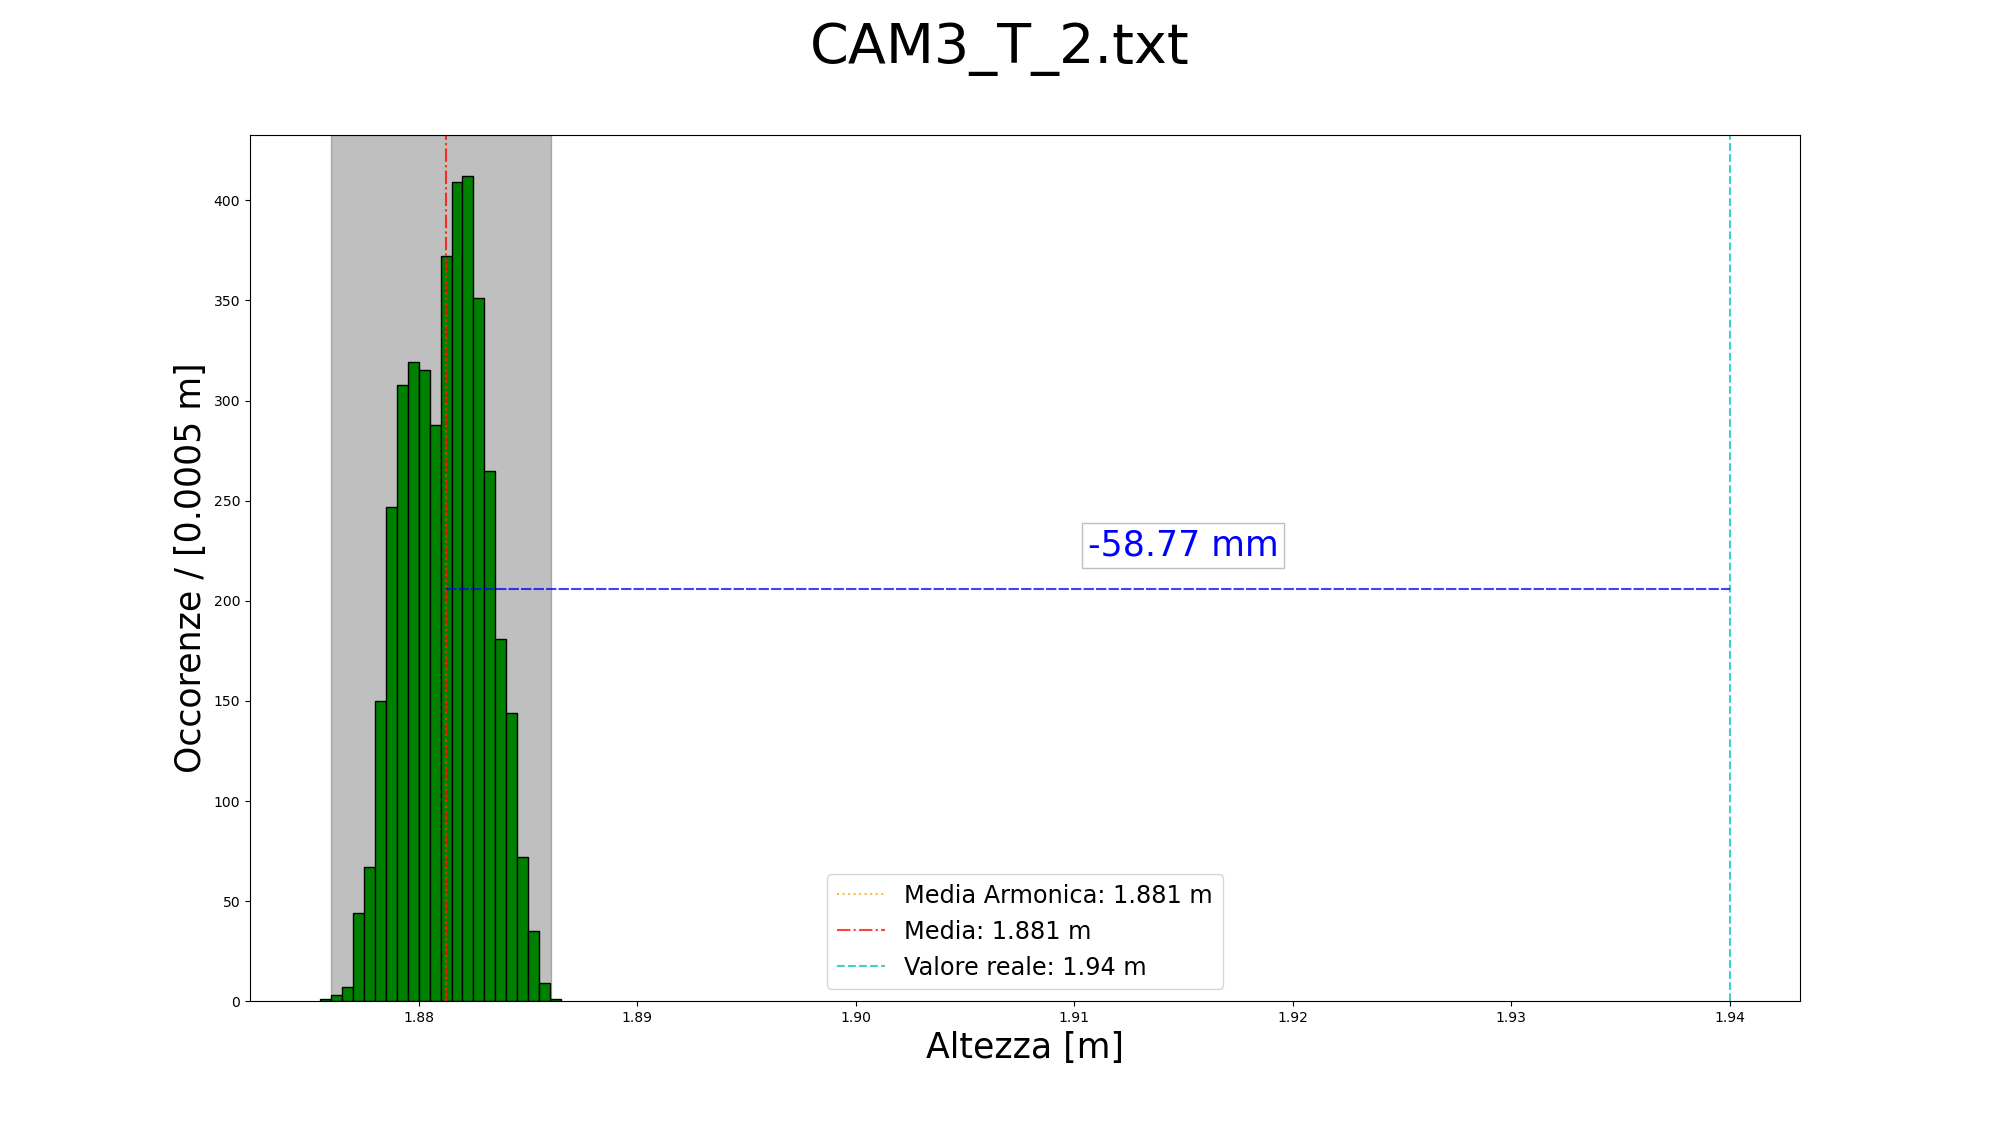 CAM3_T_2.txt
Occorenze / [0.0005 m]
400
350
300
250
200
150
100
50
0
-58.77 mm
Media Armonica: 1.881 m
Media: 1.881 m
Valore reale: 1.94 m
1.88 1.89 1.90 1.91 1.92 1.93 1.94
Altezza [m]